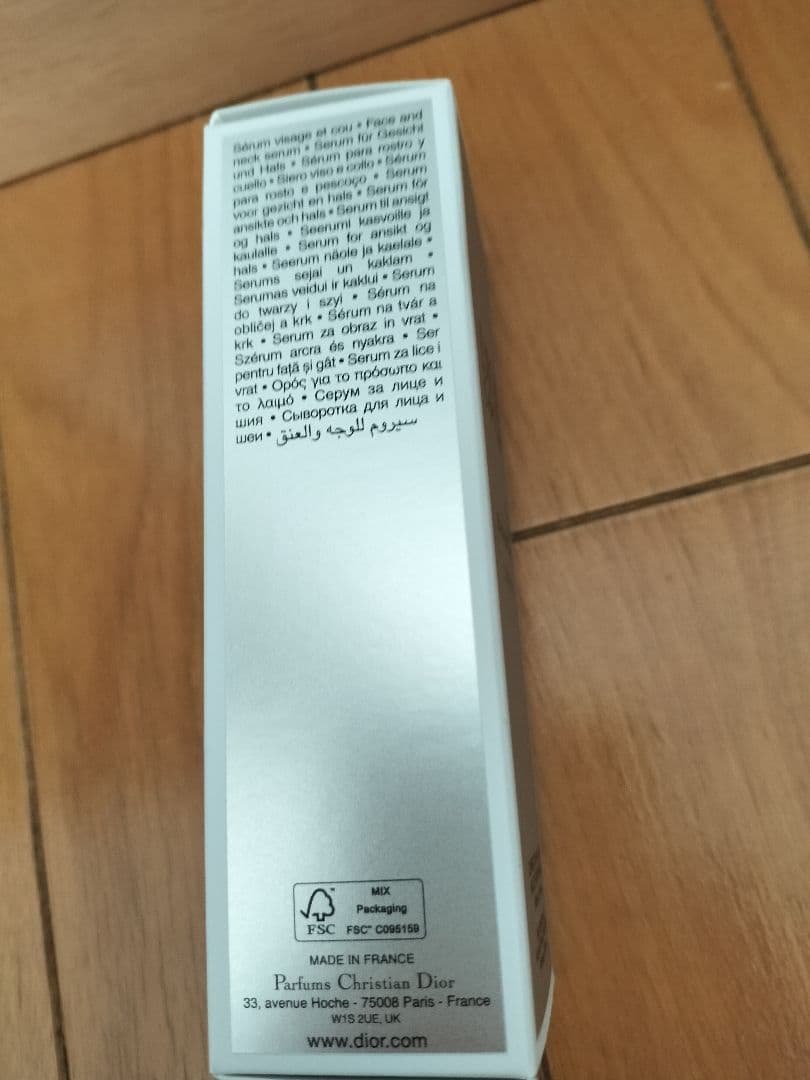 Sérum visage et cou • Face and
neck serum • Serum für Gesicht
und Hals • Sérum para rostro y
cuello • Siero viso e collo • Sérum
para rosto e pescoço • Serum
voor gezicht en hals • Serum för
ansikte och hals • Serum til ansigt
og hals • Seerumi kasvoille ja
kaulalle • Serum for ansikt og
hals • Seerum näole ja kaelale •
Serums sejai un kaklam •
Serumas veidui ir kaklui • Serum
do twarzy i szyi • Sérum na
obličej a krk • Sérum na tvár a
krk • Serum za obraz in vrat •
Szérum arcra és nyakra • Ser
pentru față și gât • Serum za lice i
vrat • Ορός για το πρόσωπο και
το λαιμό • Серум за лице и
шия • Сыворотка для лица и
шеи • سيروم للوجه والعنق
MIX
Packaging
FSC FSC™ C095159
MADE IN FRANCE
Parfums Christian Dior
33, avenue Hoche - 75008 Paris - France
W1S 2UE, UK
www.dior.com